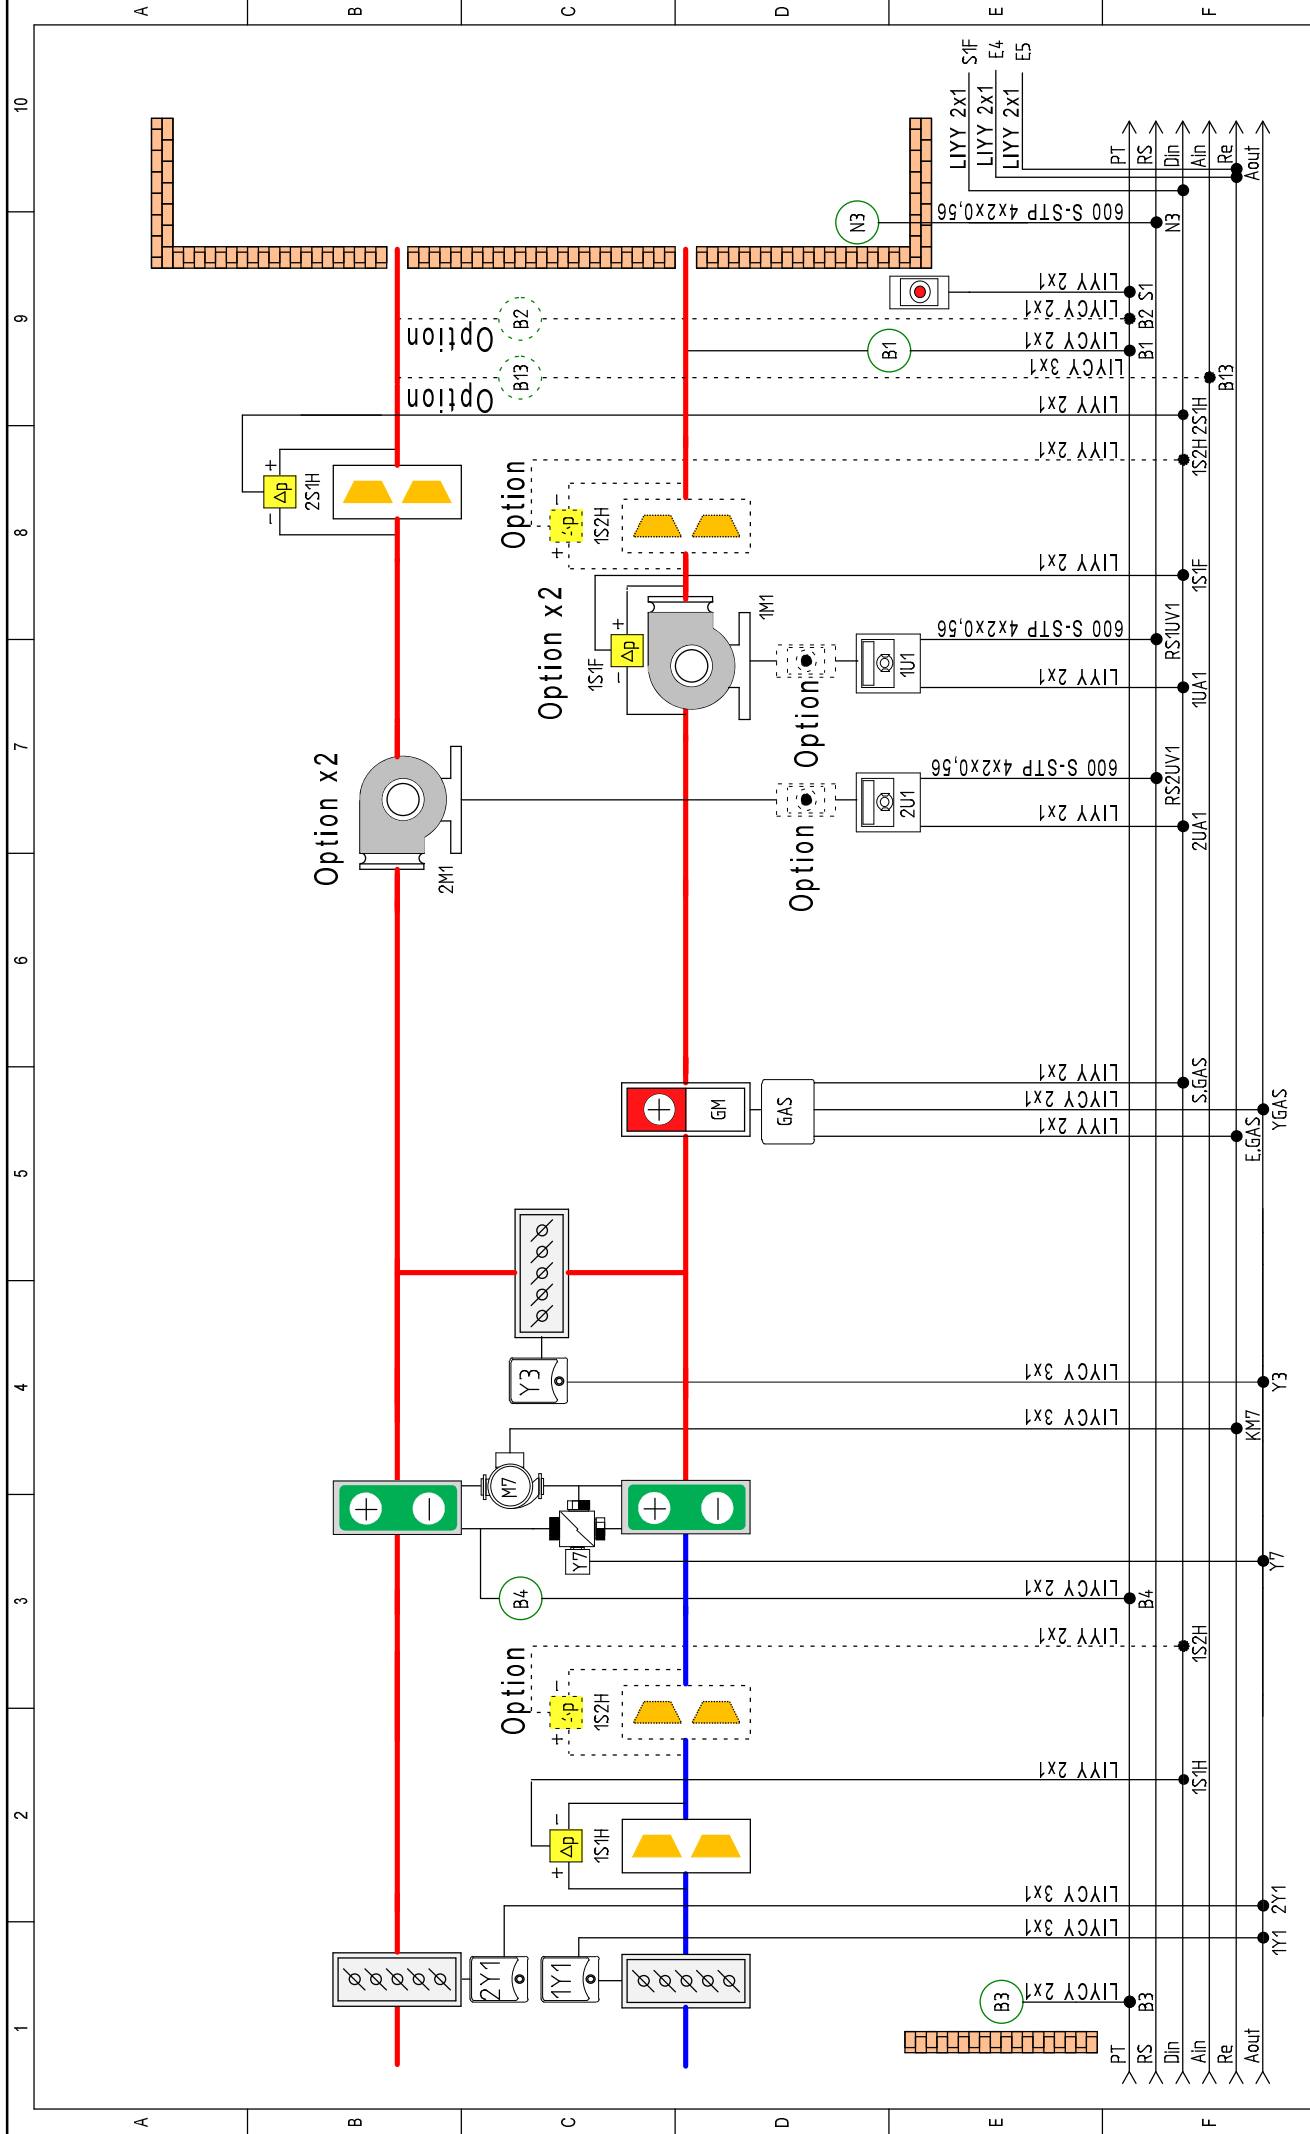 A
B
C
D
E
F
10
9
8
7
6
5
4
3
2
1
S1F
E4
E5
LIYY 2x1
LIYY 2x1
LIYY 2x1
PT
RS
Din
Ain
Re
Aout
N3
600 S-STP 4x2x0,56
N3
LIYY 2x1
S1
Option
B2
LIYCY 2x1
B2
B1
LIYCY 2x1
B1
Option
B13
LIYCY 3x1
B13
LIYY 2x1
2S1H
+
Δp
-
2S1H
Option
-
Δp
+
1S2H
LIYY 2x1
1S2H
LIYY 2x1
1S1F
Option x2
+
Δp
-
1S1F
1M1
Option
1U1
600 S-STP 4x2x0,56
RS1UV1
LIYY 2x1
1UA1
Option x2
2M1
Option
2U1
600 S-STP 4x2x0,56
RS2UV1
LIYY 2x1
2UA1
GM
GAS
LIYY 2x1
S.GAS
LIYCY 2x1
YGAS
LIYY 2x1
E.GAS
Y3
LIYCY 3x1
Y3
M7
LIYCY 3x1
KM7
Y7
Y7
B4
LIYCY 2x1
B4
Option
-
Δp
+
1S2H
LIYY 2x1
1S2H
-
Δp
+
1S1H
LIYY 2x1
1S1H
2Y1
LIYCY 3x1
2Y1
1Y1
LIYCY 3x1
1Y1
B3
LIYCY 2x1
B3
PT
RS
Din
Ain
Re
Aout
A
B
C
D
E
F